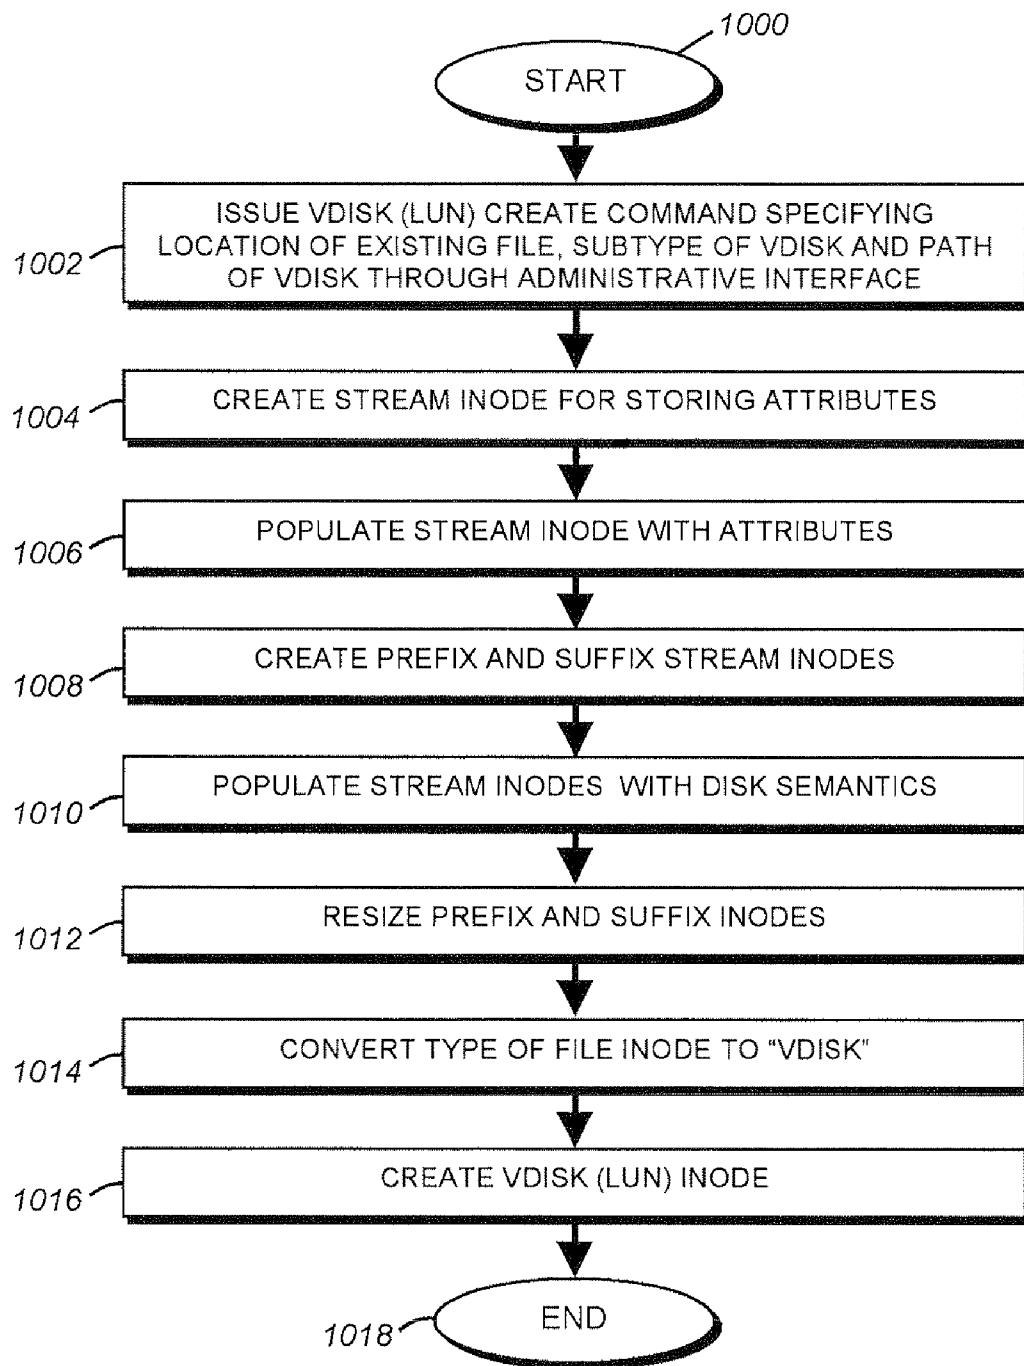 1000
START
1002
ISSUE VDISK (LUN) CREATE COMMAND SPECIFYING
LOCATION OF EXISTING FILE, SUBTYPE OF VDISK AND PATH
OF VDISK THROUGH ADMINISTRATIVE INTERFACE
1004
CREATE STREAM INODE FOR STORING ATTRIBUTES
1006
POPULATE STREAM INODE WITH ATTRIBUTES
1008
CREATE PREFIX AND SUFFIX STREAM INODES
1010
POPULATE STREAM INODES WITH DISK SEMANTICS
1012
RESIZE PREFIX AND SUFFIX INODES
1014
CONVERT TYPE OF FILE INODE TO “VDISK”
1016
CREATE VDISK (LUN) INODE
1018
END